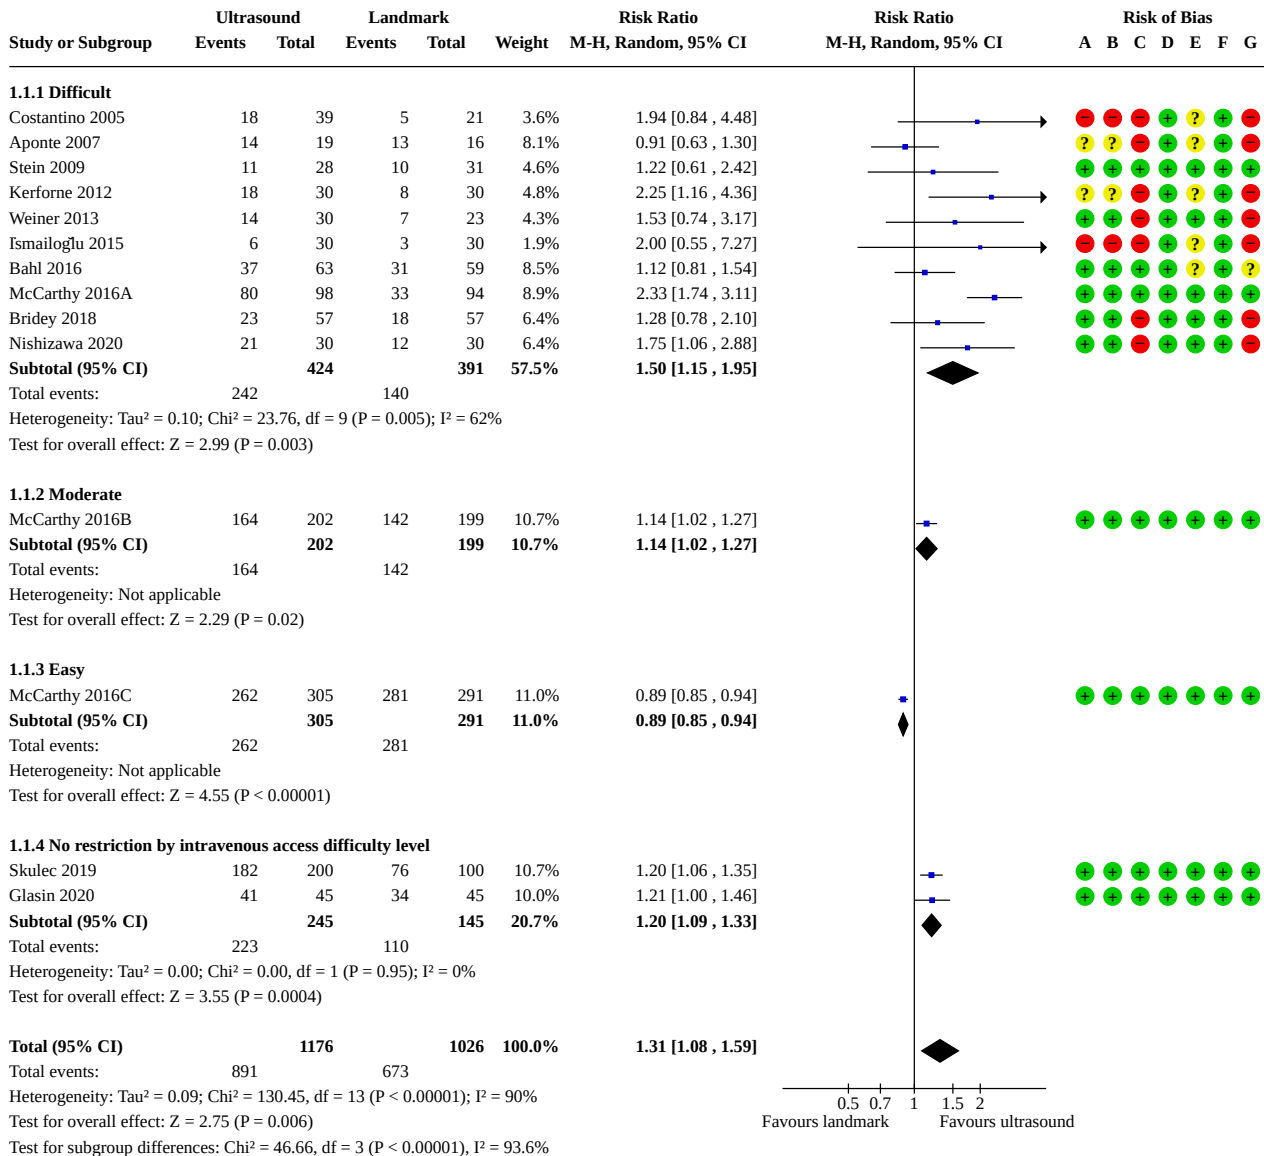 Ultrasound Landmark Risk Ratio Risk Ratio Risk of Bias
Study or Subgroup Events Total Events Total Weight M-H, Random, 95% CI M-H, Random, 95% CI A B C D E F G
1.1.1 Difficult
Costantino 2005 18 39 5 21 3.6% 1.94 [0.84 , 4.48] − − − + ? + −
Aponte 2007 14 19 13 16 8.1% 0.91 [0.63 , 1.30] ? ? − + ? + −
Stein 2009 11 28 10 31 4.6% 1.22 [0.61 , 2.42] + + + + + + +
Kerforne 2012 18 30 8 30 4.8% 2.25 [1.16 , 4.36] ? ? − + ? + −
Weiner 2013 14 30 7 23 4.3% 1.53 [0.74 , 3.17] + + − + + + −
İsmailoğlu 2015 6 30 3 30 1.9% 2.00 [0.55 , 7.27] − − − + ? + −
Bahl 2016 37 63 31 59 8.5% 1.12 [0.81 , 1.54] + + + + ? + ?
McCarthy 2016A 80 98 33 94 8.9% 2.33 [1.74 , 3.11] + + + + + + +
Bridey 2018 23 57 18 57 6.4% 1.28 [0.78 , 2.10] + + − + + + −
Nishizawa 2020 21 30 12 30 6.4% 1.75 [1.06 , 2.88] + + − + + + −
Subtotal (95% CI) 424 391 57.5% 1.50 [1.15 , 1.95]
Total events: 242 140
Heterogeneity: Tau² = 0.10; Chi² = 23.76, df = 9 (P = 0.005); I² = 62%
Test for overall effect: Z = 2.99 (P = 0.003)
1.1.2 Moderate
McCarthy 2016B 164 202 142 199 10.7% 1.14 [1.02 , 1.27] + + + + + + +
Subtotal (95% CI) 202 199 10.7% 1.14 [1.02 , 1.27]
Total events: 164 142
Heterogeneity: Not applicable
Test for overall effect: Z = 2.29 (P = 0.02)
1.1.3 Easy
McCarthy 2016C 262 305 281 291 11.0% 0.89 [0.85 , 0.94] + + + + + + +
Subtotal (95% CI) 305 291 11.0% 0.89 [0.85 , 0.94]
Total events: 262 281
Heterogeneity: Not applicable
Test for overall effect: Z = 4.55 (P < 0.00001)
1.1.4 No restriction by intravenous access difficulty level
Skulec 2019 182 200 76 100 10.7% 1.20 [1.06 , 1.35] + + + + + + +
Glasin 2020 41 45 34 45 10.0% 1.21 [1.00 , 1.46] + + + + + + +
Subtotal (95% CI) 245 145 20.7% 1.20 [1.09 , 1.33]
Total events: 223 110
Heterogeneity: Tau² = 0.00; Chi² = 0.00, df = 1 (P = 0.95); I² = 0%
Test for overall effect: Z = 3.55 (P = 0.0004)
Total (95% CI) 1176 1026 100.0% 1.31 [1.08 , 1.59]
Total events: 891 673
Heterogeneity: Tau² = 0.09; Chi² = 130.45, df = 13 (P < 0.00001); I² = 90%
0.5 0.7 1 1.5 2
Test for overall effect: Z = 2.75 (P = 0.006) Favours landmark Favours ultrasound
Test for subgroup differences: Chi² = 46.66, df = 3 (P < 0.00001), I² = 93.6%